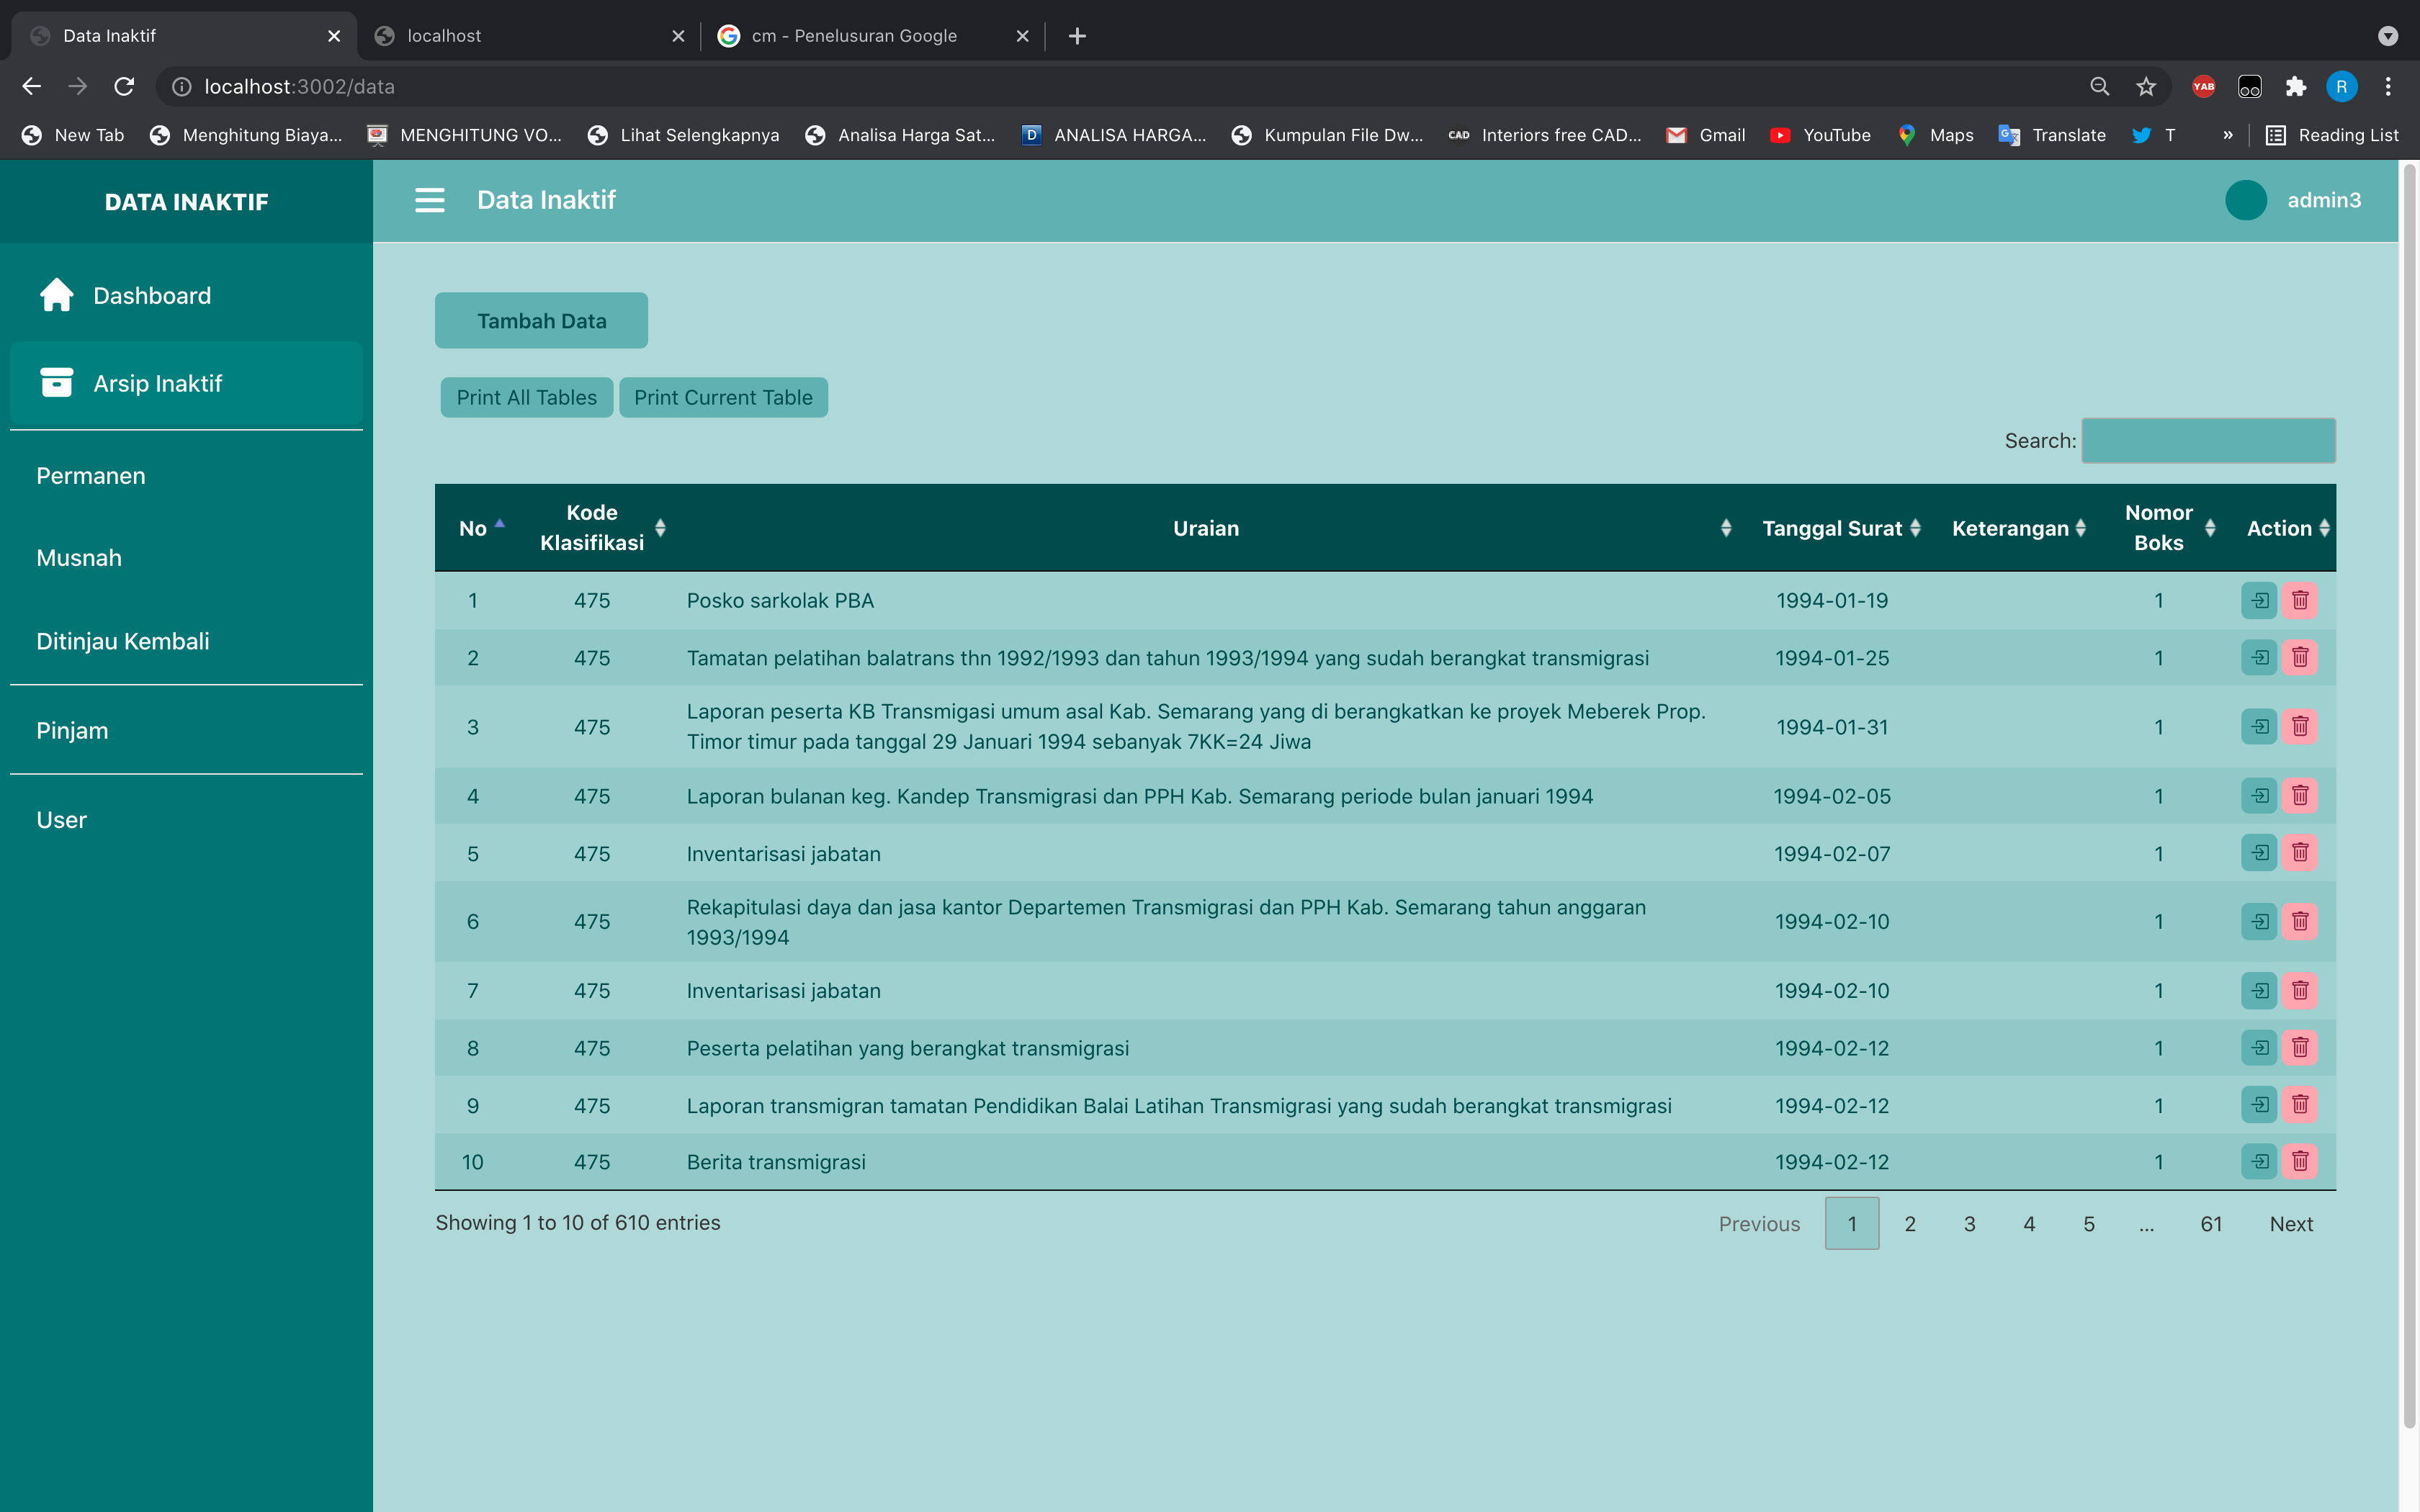 Data Inaktif
localhost
cm - Penelusuran Google
localhost:3002/data
YAB
R
New Tab
Menghitung Biaya...
MENGHITUNG VO...
Lihat Selengkapnya
Analisa Harga Sat...
D
ANALISA HARGA...
Kumpulan File Dw...
CAD
Interiors free CAD...
Gmail
YouTube
Maps
Translate
T
»
Reading List
DATA INAKTIF
Data Inaktif
admin3
Dashboard
Arsip Inaktif
Permanen
Musnah
Ditinjau Kembali
Pinjam
User
Tambah Data
Print All Tables
Print Current Table
Search:
No Kode Klasifikasi Uraian Tanggal Surat Keterangan Nomor Boks Action
1 475 Posko sarkolak PBA 1994-01-19 1
2 475 Tamatan pelatihan balatrans thn 1992/1993 dan tahun 1993/1994 yang sudah berangkat transmigrasi 1994-01-25 1
3 475 Laporan peserta KB Transmigasi umum asal Kab. Semarang yang di berangkatkan ke proyek Meberek Prop.
Timor timur pada tanggal 29 Januari 1994 sebanyak 7KK=24 Jiwa 1994-01-31 1
4 475 Laporan bulanan keg. Kandep Transmigrasi dan PPH Kab. Semarang periode bulan januari 1994 1994-02-05 1
5 475 Inventarisasi jabatan 1994-02-07 1
6 475 Rekapitulasi daya dan jasa kantor Departemen Transmigrasi dan PPH Kab. Semarang tahun anggaran
1993/1994 1994-02-10 1
7 475 Inventarisasi jabatan 1994-02-10 1
8 475 Peserta pelatihan yang berangkat transmigrasi 1994-02-12 1
9 475 Laporan transmigran tamatan Pendidikan Balai Latihan Transmigrasi yang sudah berangkat transmigrasi 1994-02-12 1
10 475 Berita transmigrasi 1994-02-12 1
Showing 1 to 10 of 610 entries
Previous 1 2 3 4 5 ... 61 Next